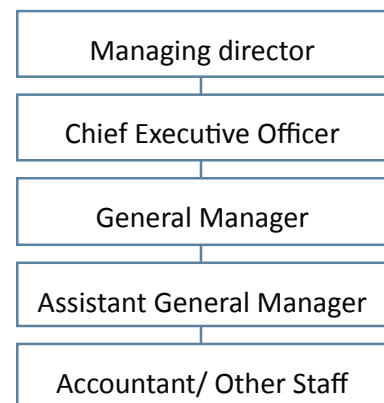 Managing director
Chief Executive Officer
General Manager
Assistant General Manager
Accountant/ Other Staff